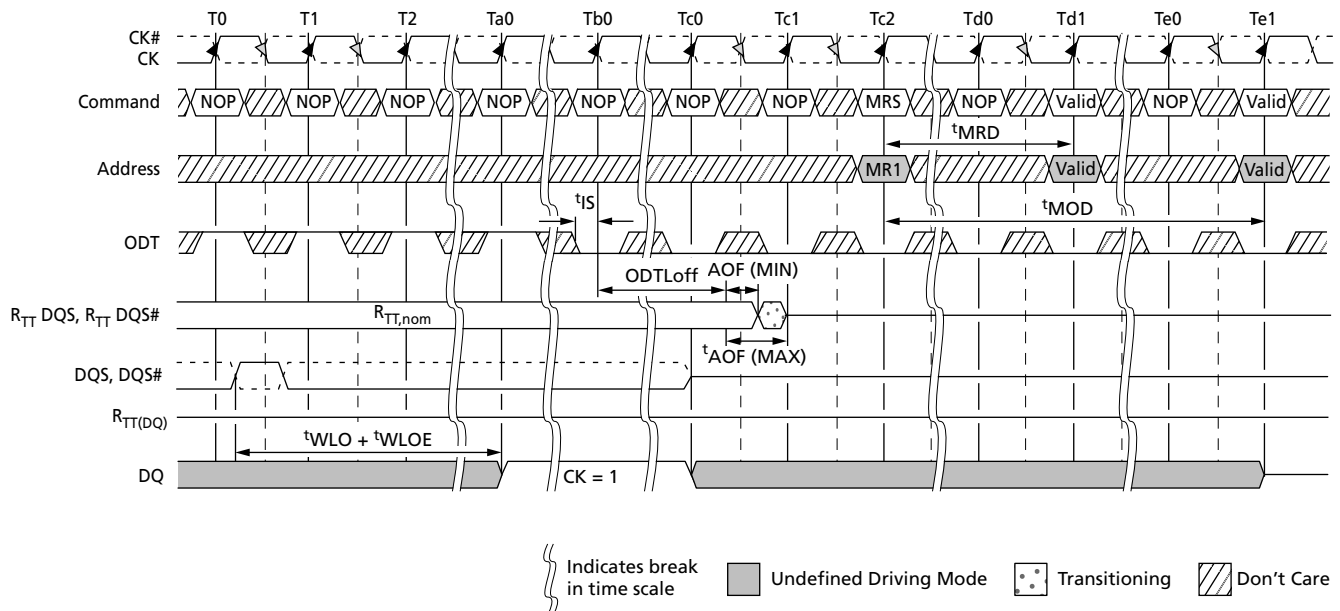 T0 T1 T2 Ta0 Tb0 Tc0 Tc1 Tc2 Td0 Td1 Te0 Te1
CK#
CK
Command NOP NOP NOP NOP NOP NOP NOP MRS NOP Valid NOP Valid
tMRD
Address MR1 Valid Valid
tIS tMOD
ODT
ODTLoff AOF (MIN)
RTT DQS, RTT DQS# RTT,nom
tAOF (MAX)
DQS, DQS#
RTT(DQ)
tWLO + tWLOE
DQ CK = 1
Indicates break
in time scale
Undefined Driving Mode Transitioning Don't Care